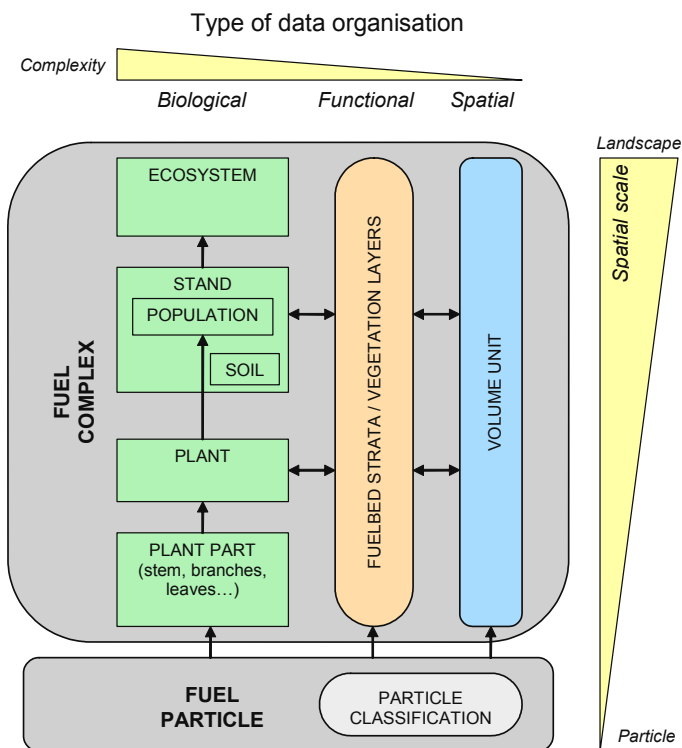 Type of data organisation
Complexity
Biological
Functional
Spatial
Landscape
Spatial scale
Particle
FUEL
COMPLEX
ECOSYSTEM
STAND
POPULATION
SOIL
PLANT
PLANT PART
(stem, branches,
leaves…)
FUELBED STRATA / VEGETATION LAYERS
VOLUME UNIT
FUEL
PARTICLE
PARTICLE
CLASSIFICATION